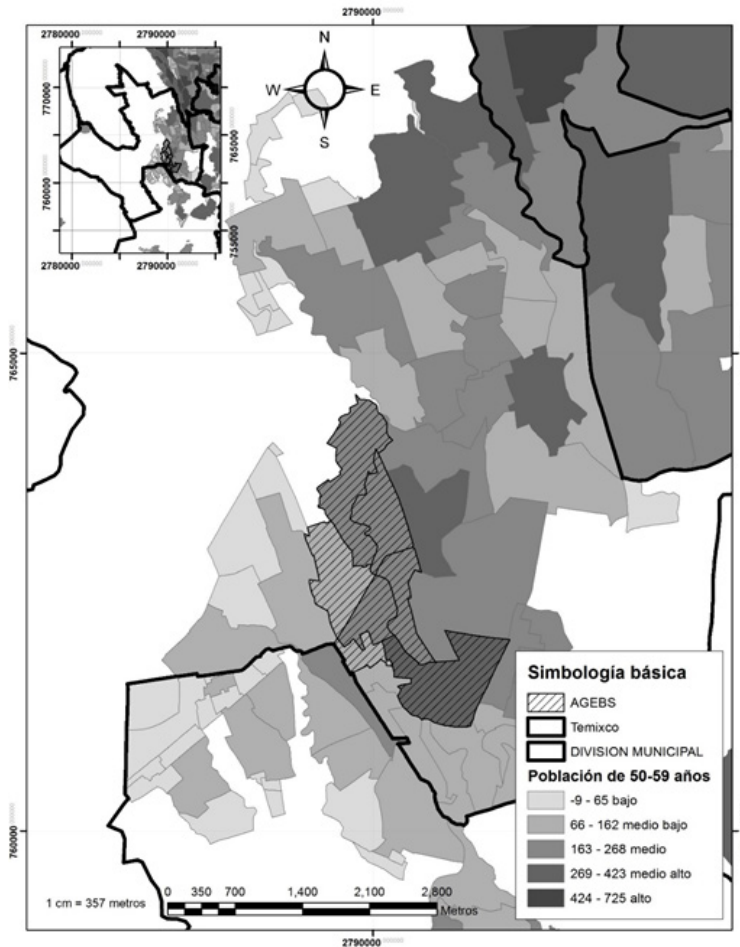 2790000
2780000 2790000
770000
765000
760000
755000
2780000 2790000
N
W E
S
765000
765000
760000
760000
Simbología básica
AGEBS
Temixco
DIVISION MUNICIPAL
Población de 50-59 años
-9 - 65 bajo
66 - 162 medio bajo
163 - 268 medio
269 - 423 medio alto
424 - 725 alto
1 cm = 357 metros
0 350 700 1,400 2,100 2,800
Metros
2790000